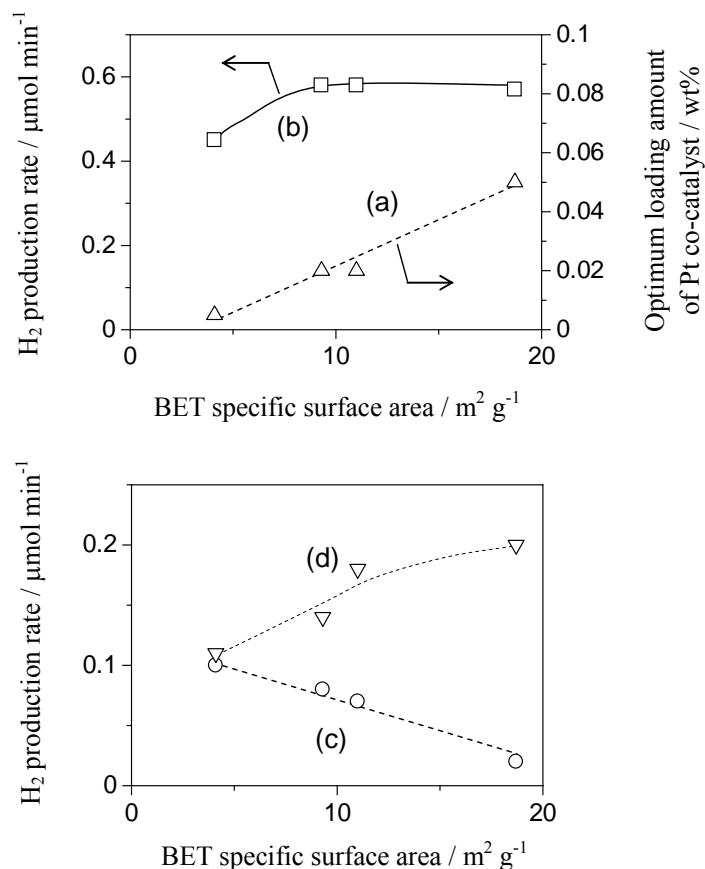 H₂ production rate / µmol min⁻¹
0.6
0.4
0.2
0
(b)
(a)
0.1
0.08
0.06
0.04
0.02
0
Optimum loading amount
of Pt co-catalyst / wt%
0
10
20
BET specific surface area / m² g⁻¹
H₂ production rate / µmol min⁻¹
0.2
0.1
0
(d)
(c)
0
10
20
BET specific surface area / m² g⁻¹